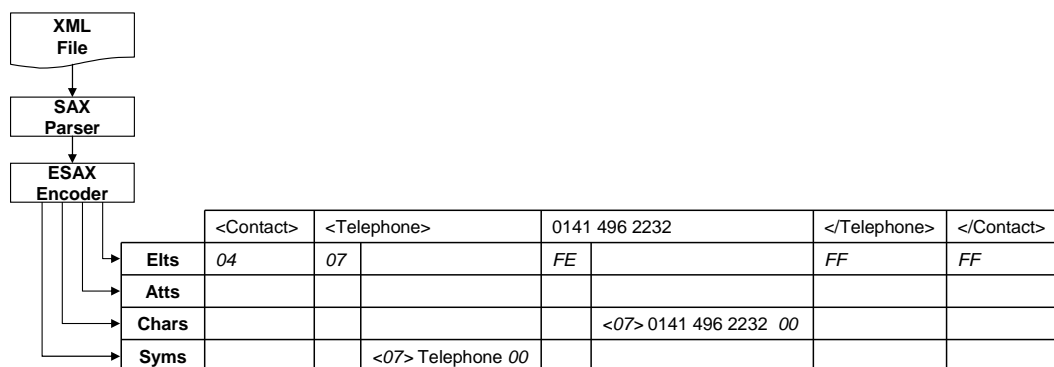 XML
File
SAX
Parser
ESAX
Encoder
<Contact> <Telephone> 0141 496 2232 </Telephone> </Contact>
Elts 04 07 FE FF FF
Atts
Chars <07> 0141 496 2232 00
Syms <07> Telephone 00